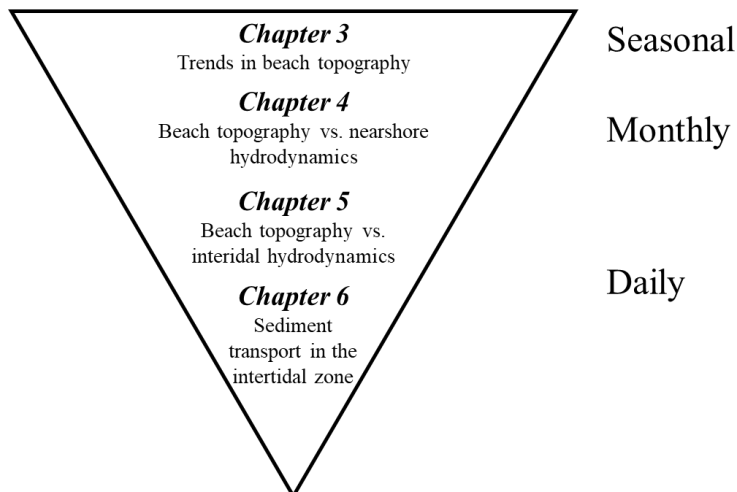 Chapter 3
Trends in beach topography
Seasonal
Chapter 4
Beach topography vs. nearshore
hydrodynamics
Monthly
Chapter 5
Beach topography vs.
interidal hydrodynamics
Daily
Chapter 6
Sediment
transport in the
intertidal zone